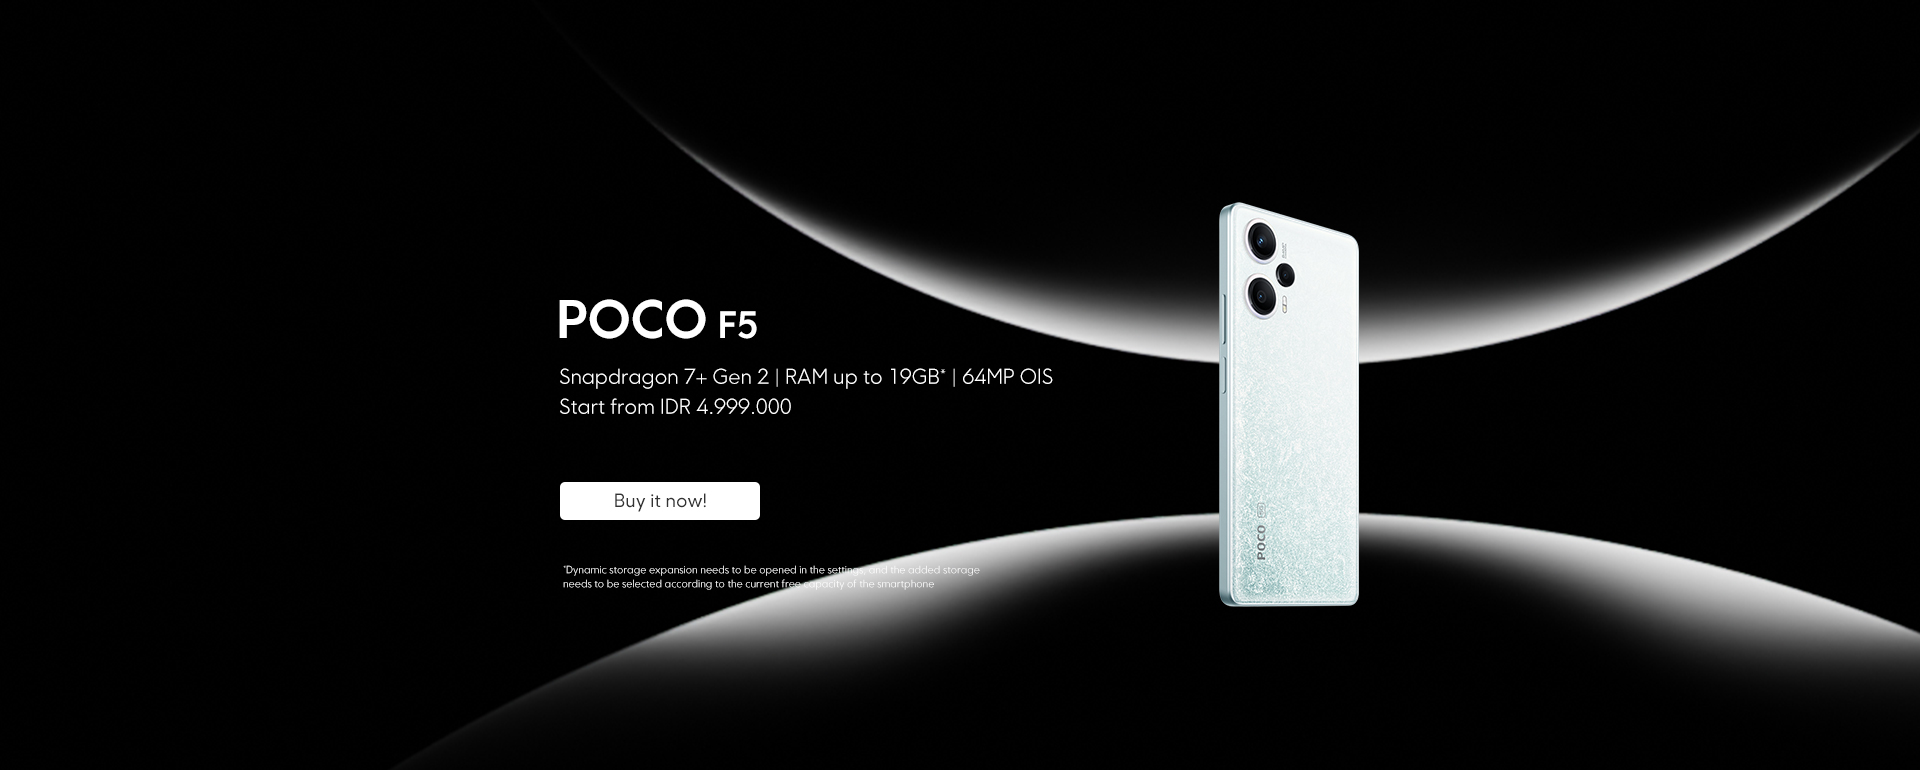 POCO F5
Snapdragon 7+ Gen 2 | RAM up to 19GB* | 64MP OIS
Start from IDR 4.999.000
Buy it now!
*Dynamic storage expansion needs to be opened in the settings, and the added storage
needs to be selected according to the current free capacity of the smartphone
POCO 5G